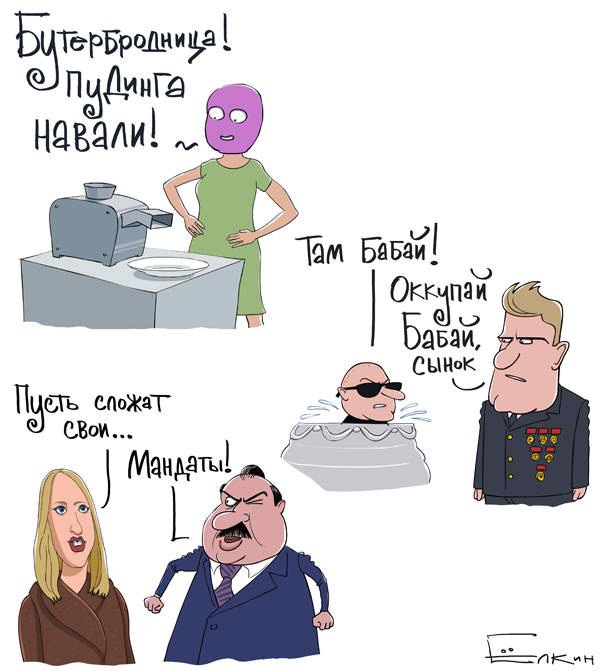 Бутербродница!
Пудинга
навали!
Там Бабай!
Оккупай
Бабай,
сынок
Пусть сложат
свои...
Мандаты!
Ёлкин